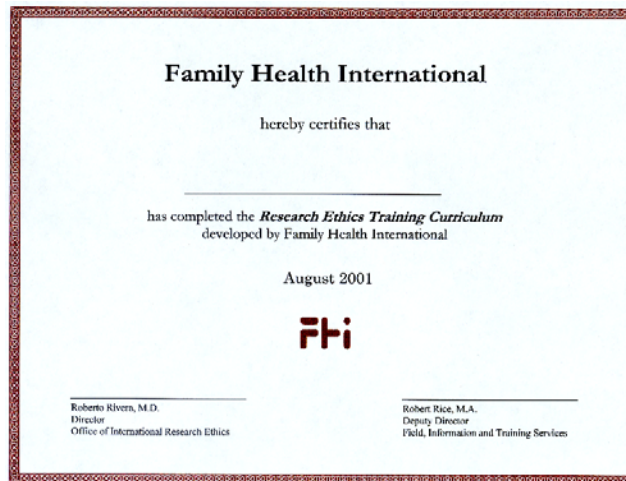 Family Health International
hereby certifies that
has completed the Research Ethics Training Curriculum
developed by Family Health International
August 2001
FHI
Roberto Rivera, M.D.
Director
Office of International Research Ethics
Robert Rice, M.A.
Deputy Director
Field, Information and Training Services